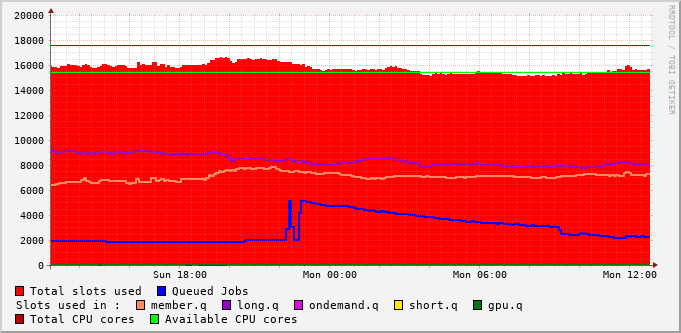 20000
18000
16000
14000
12000
10000
8000
6000
4000
2000
0
Sun 18:00 Mon 00:00 Mon 06:00 Mon 12:00
Total slots used Queued Jobs
Slots used in : member.q long.q ondemand.q short.q gpu.q
Total CPU cores Available CPU cores
RRDTOOL / TOBI OETIKER